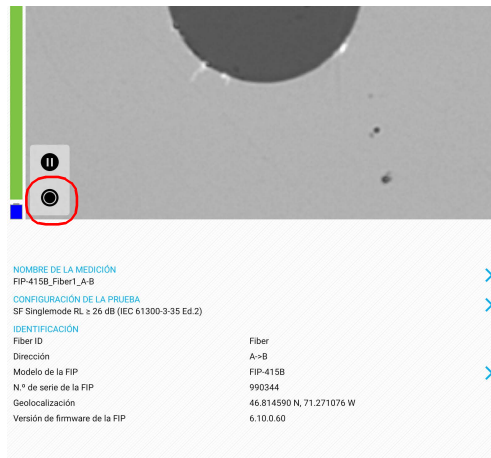 NOMBRE DE LA MEDICIÓN
FIP-415B_Fiber1_A-B
CONFIGURACIÓN DE LA PRUEBA
SF Singlemode RL ≥ 26 dB (IEC 61300-3-35 Ed.2)
IDENTIFICACIÓN
Fiber ID Fiber
Dirección A->B
Modelo de la FIP FIP-415B
N.º de serie de la FIP 990344
Geolocalización 46.814590 N, 71.271076 W
Versión de firmware de la FIP 6.10.0.60